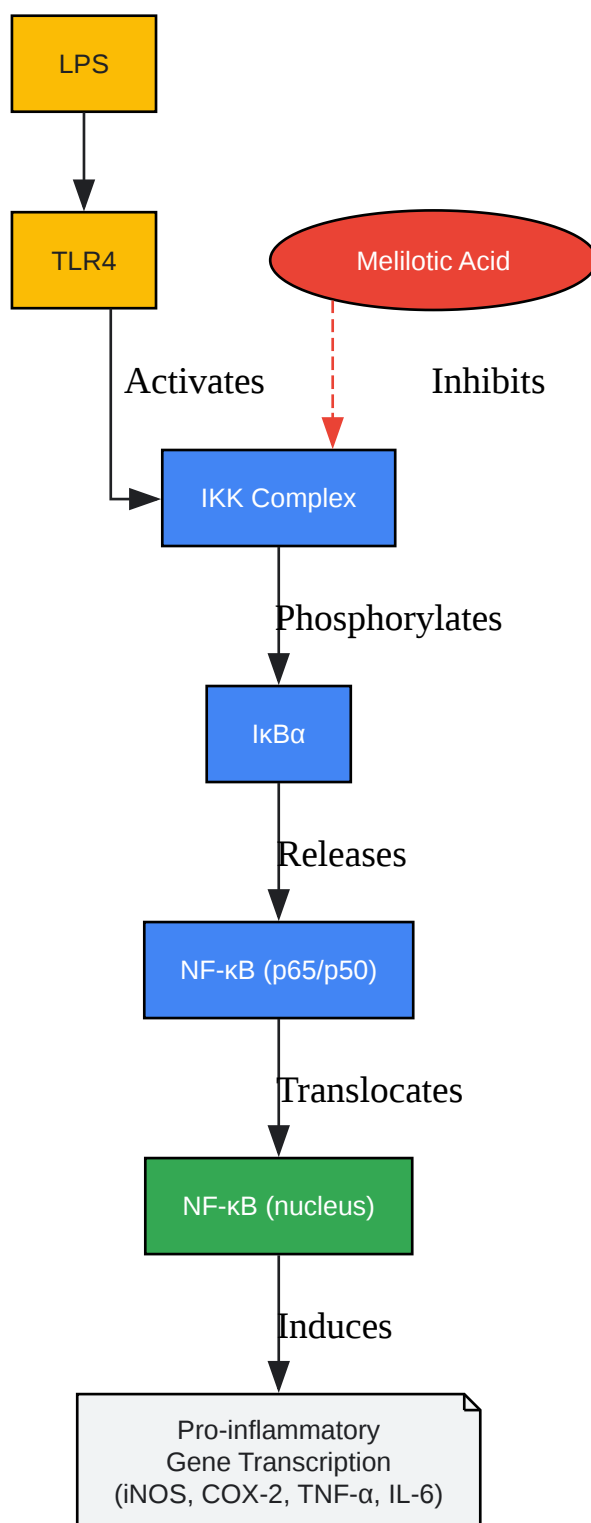 LPS
TLR4
Melilotic Acid
Activates
Inhibits
IKK Complex
Phosphorylates
IκBα
Releases
NF-κB (p65/p50)
Translocates
NF-κB (nucleus)
Induces
Pro-inflammatory
Gene Transcription
(iNOS, COX-2, TNF-α, IL-6)